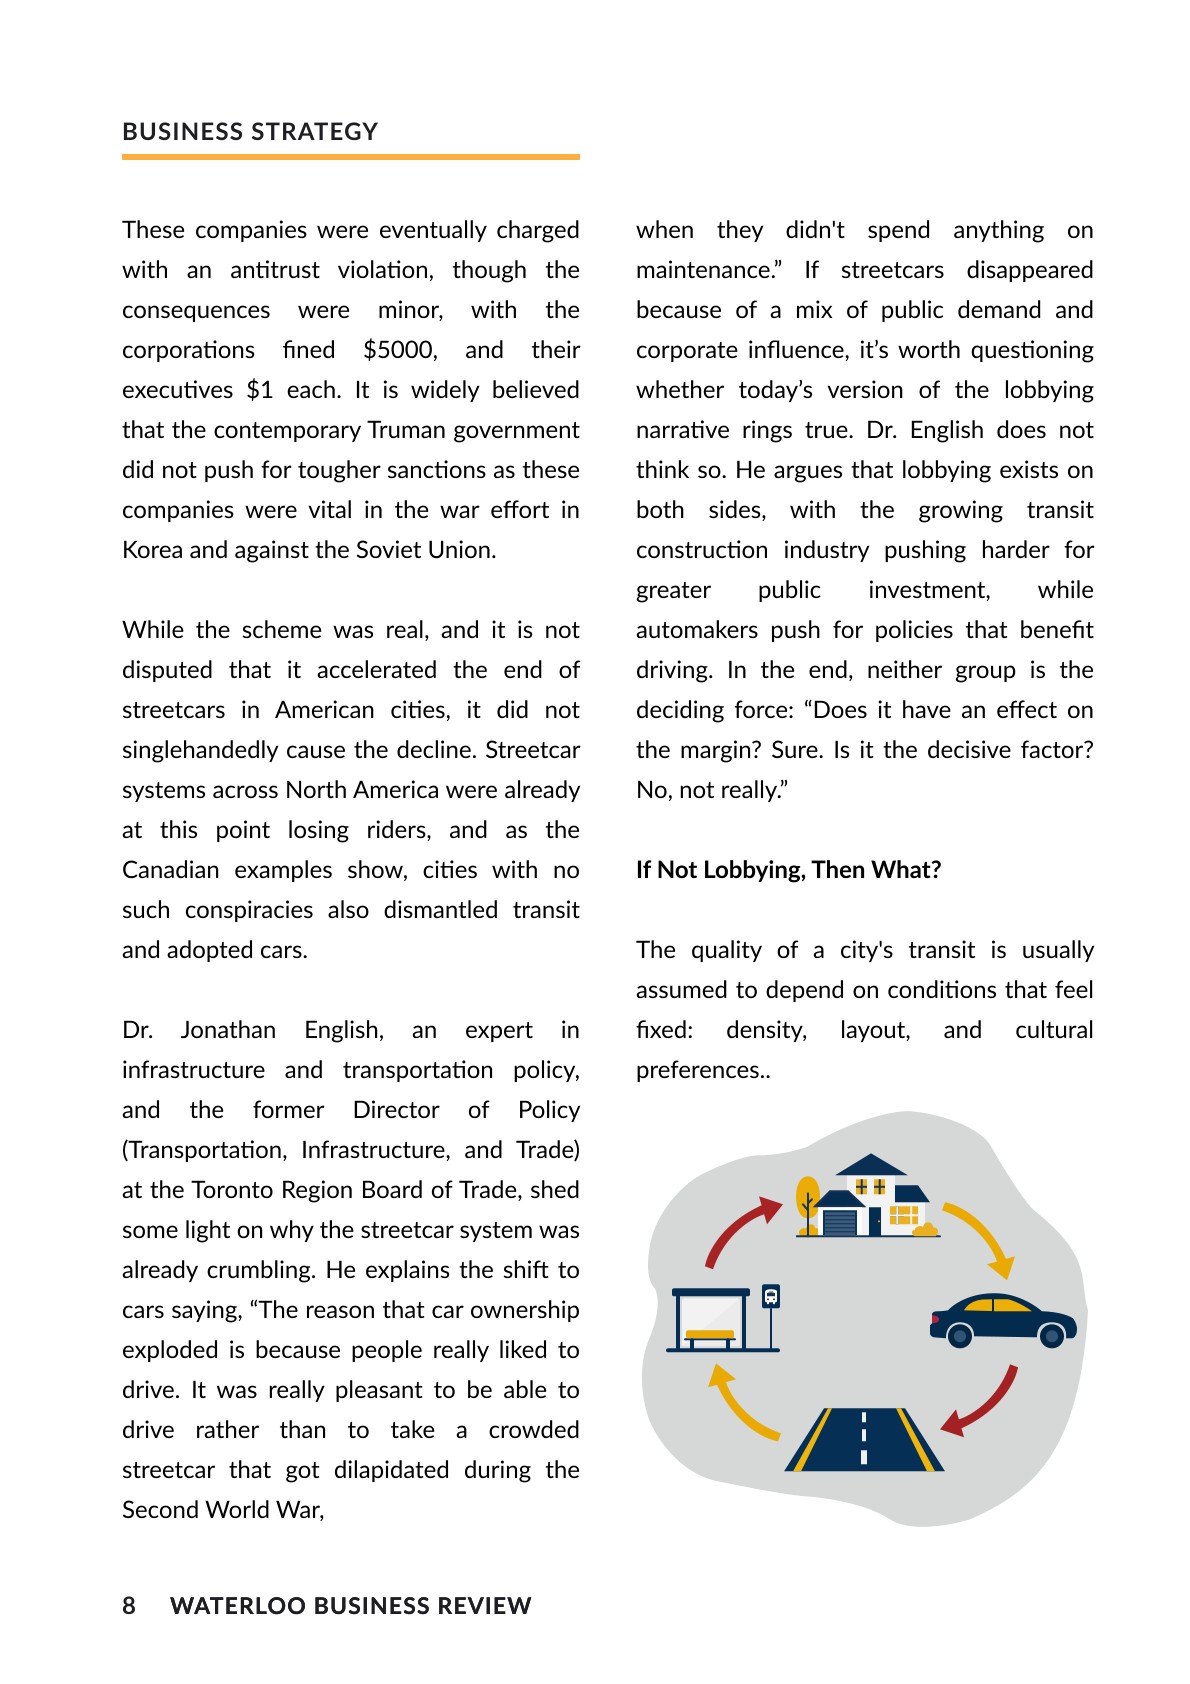 BUSINESS STRATEGY
These companies were eventually charged
with an antitrust violation, though the
consequences were minor, with the
corporations fined $5000, and their
executives $1 each. It is widely believed
that the contemporary Truman government
did not push for tougher sanctions as these
companies were vital in the war effort in
Korea and against the Soviet Union.
While the scheme was real, and it is not
disputed that it accelerated the end of
streetcars in American cities, it did not
singlehandedly cause the decline. Streetcar
systems across North America were already
at this point losing riders, and as the
Canadian examples show, cities with no
such conspiracies also dismantled transit
and adopted cars.
Dr. Jonathan English, an expert in
infrastructure and transportation policy,
and the former Director of Policy
(Transportation, Infrastructure, and Trade)
at the Toronto Region Board of Trade, shed
some light on why the streetcar system was
already crumbling. He explains the shift to
cars saying, “The reason that car ownership
exploded is because people really liked to
drive. It was really pleasant to be able to
drive rather than to take a crowded
streetcar that got dilapidated during the
Second World War,
when they didn't spend anything on
maintenance.” If streetcars disappeared
because of a mix of public demand and
corporate influence, it’s worth questioning
whether today’s version of the lobbying
narrative rings true. Dr. English does not
think so. He argues that lobbying exists on
both sides, with the growing transit
construction industry pushing harder for
greater public investment, while
automakers push for policies that benefit
driving. In the end, neither group is the
deciding force: “Does it have an effect on
the margin? Sure. Is it the decisive factor?
No, not really.”
If Not Lobbying, Then What?
The quality of a city's transit is usually
assumed to depend on conditions that feel
fixed: density, layout, and cultural
preferences..
8 WATERLOO BUSINESS REVIEW